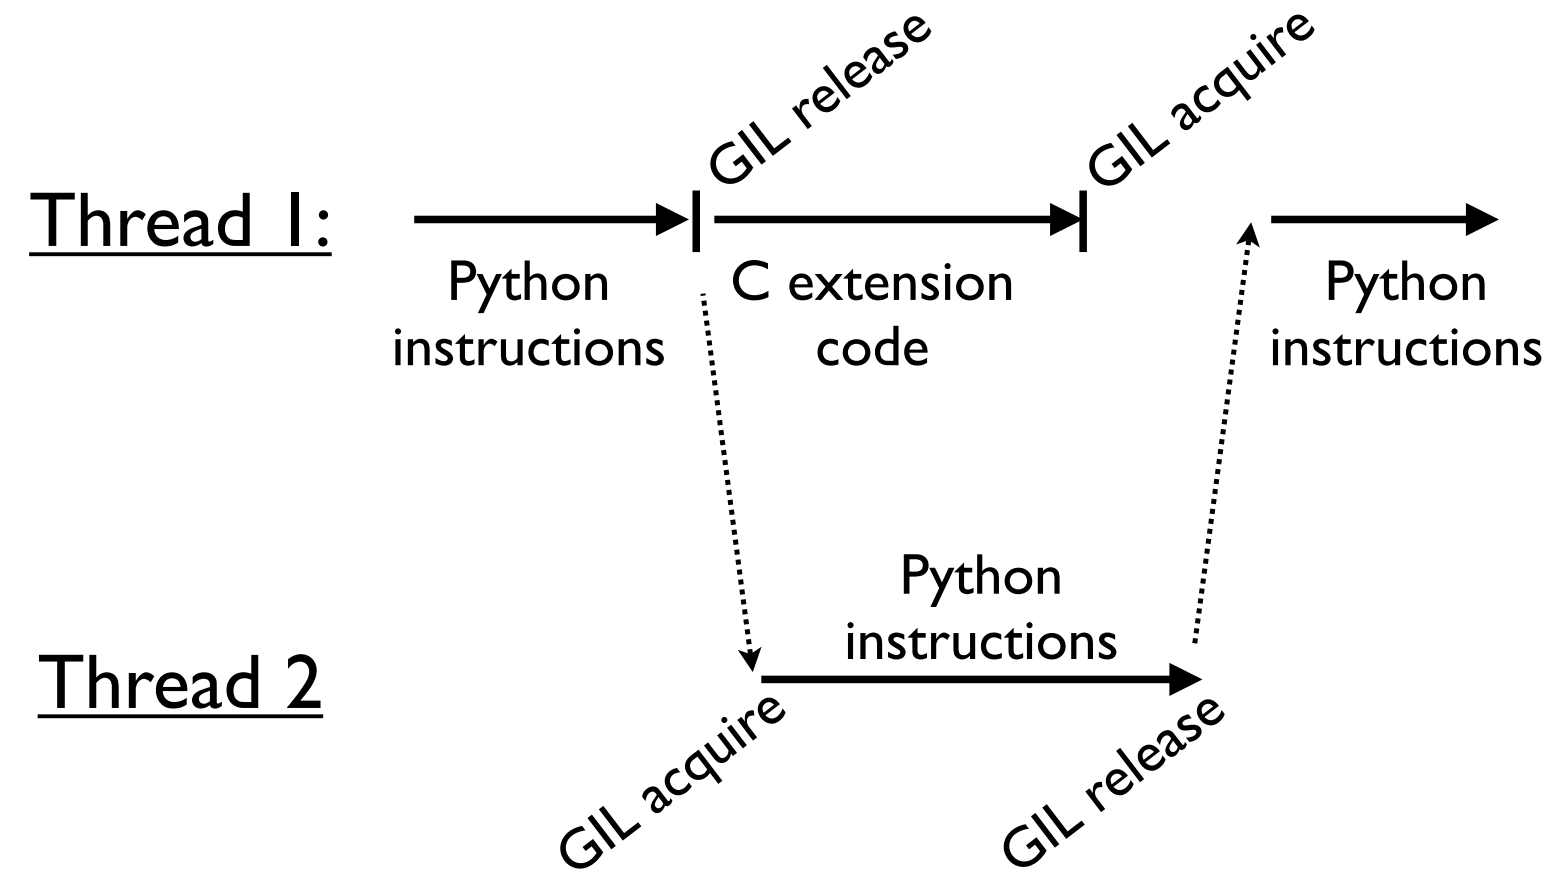 GIL release
GIL acquire
Thread 1:
Python
instructions
C extension
code
Python
instructions
Python
instructions
Thread 2
GIL acquire
GIL release